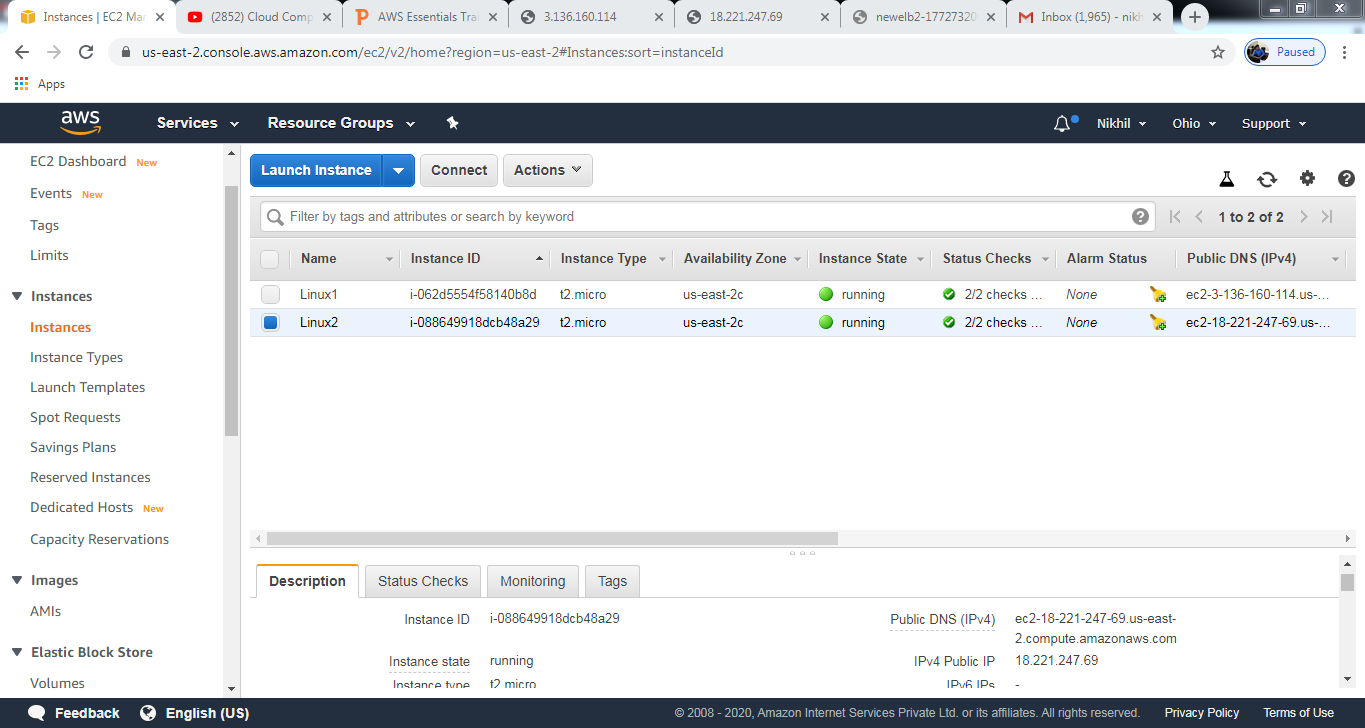 Instances | EC2 Mar
(2852) Cloud Comp
AWS Essentials Trai
3.136.160.114
18.221.247.69
newelb2-17727320
Inbox (1,965) - nikh
us-east-2.console.aws.amazon.com/ec2/v2/home?region=us-east-2#Instances:sort=instanceId
Paused
Apps
aws
Services
Resource Groups
Nikhil
Ohio
Support
EC2 Dashboard New
Events New
Tags
Limits
Instances
Instances
Instance Types
Launch Templates
Spot Requests
Savings Plans
Reserved Instances
Dedicated Hosts New
Capacity Reservations
Images
AMIs
Elastic Block Store
Volumes
Launch Instance
Connect
Actions
Filter by tags and attributes or search by keyword
1 to 2 of 2
Name Instance ID Instance Type Availability Zone Instance State Status Checks Alarm Status Public DNS (IPv4)
Linux1 i-062d5554f58140b8d t2.micro us-east-2c running 2/2 checks ... None ec2-3-136-160-114.us-...
Linux2 i-088649918dcb48a29 t2.micro us-east-2c running 2/2 checks ... None ec2-18-221-247-69.us-...
Description Status Checks Monitoring Tags
Instance ID i-088649918dcb48a29
Instance state running
Instance type t2.micro
Public DNS (IPv4) ec2-18-221-247-69.us-east-
2.compute.amazonaws.com
IPv4 Public IP 18.221.247.69
IPv6 IPs -
Feedback
English (US)
© 2008 - 2020, Amazon Internet Services Private Ltd. or its affiliates. All rights reserved.
Privacy Policy
Terms of Use